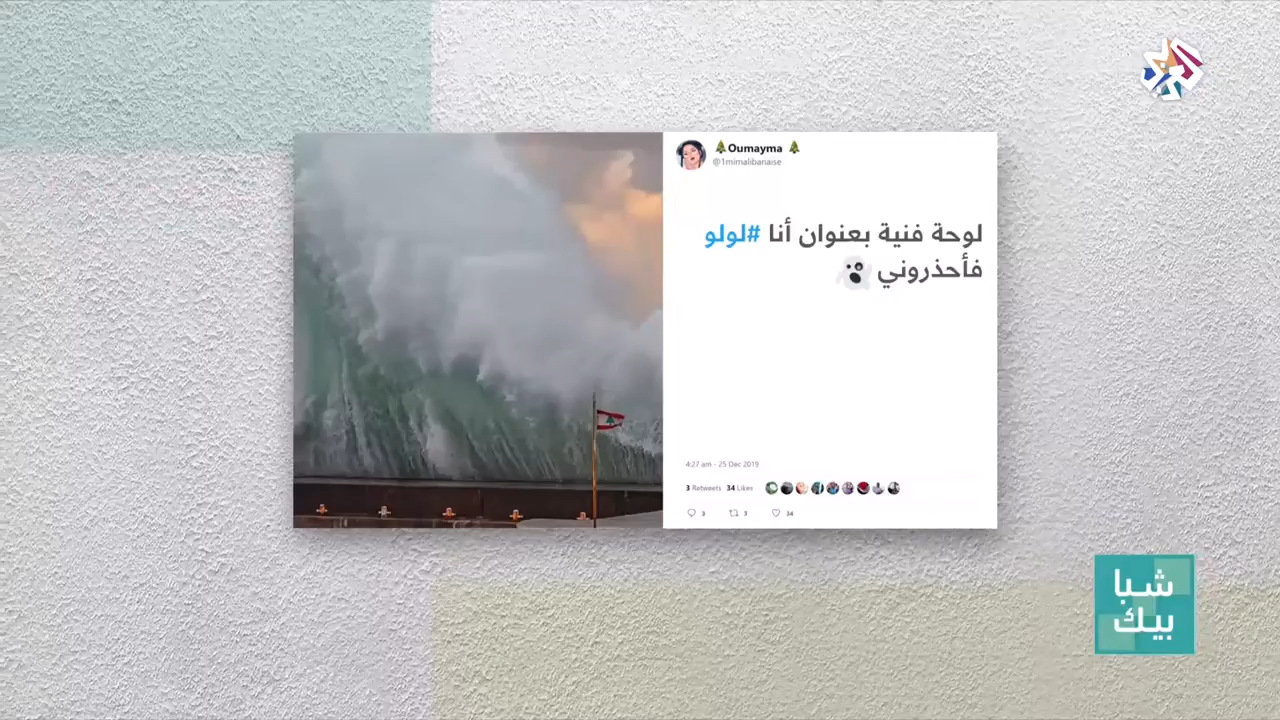 🌲Oumayma 🌲
@1mimalibanaise
لوحة فنية بعنوان أنا #لولو
فأحذروني 👻
4:27 am - 25 Dec 2019
3 Retweets 34 Likes
3 3 34
شبا
بيك